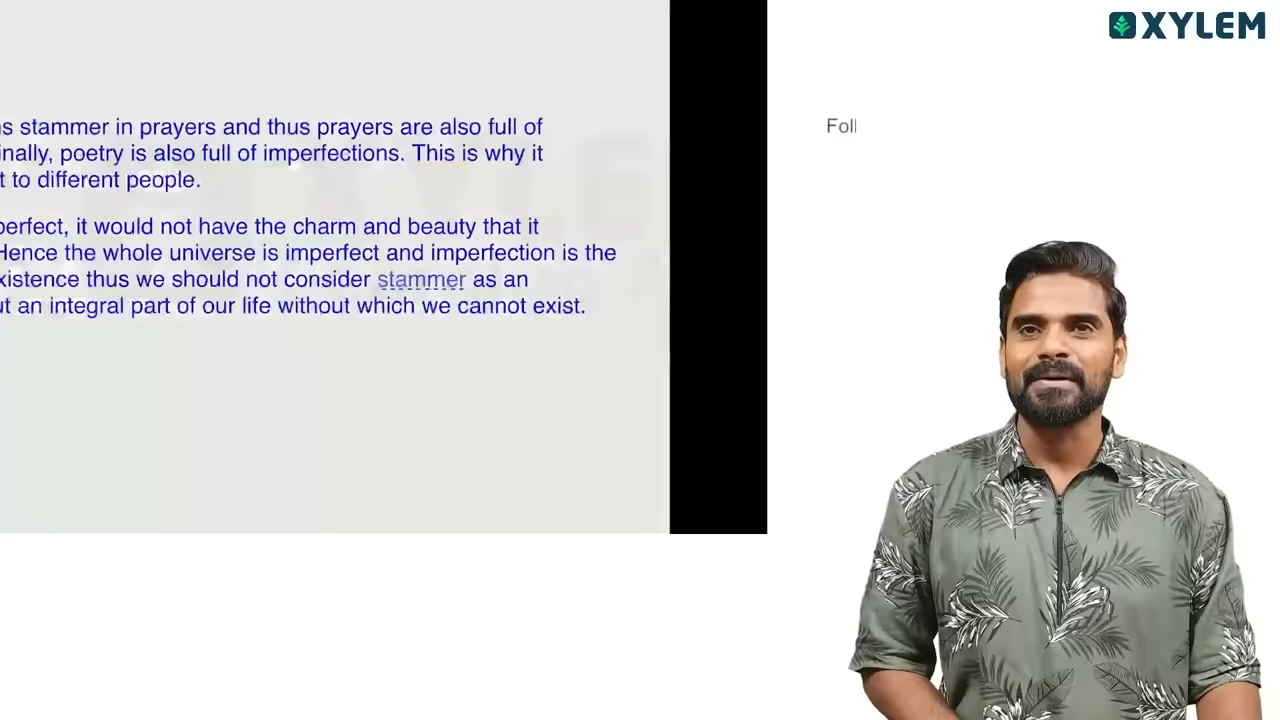 XYLEM
s stammer in prayers and thus prayers are also full of
inally, poetry is also full of imperfections. This is why it
t to different people.
perfect, it would not have the charm and beauty that it
Hence the whole universe is imperfect and imperfection is the
xistence thus we should not consider stammer as an
t an integral part of our life without which we cannot exist.
Foll